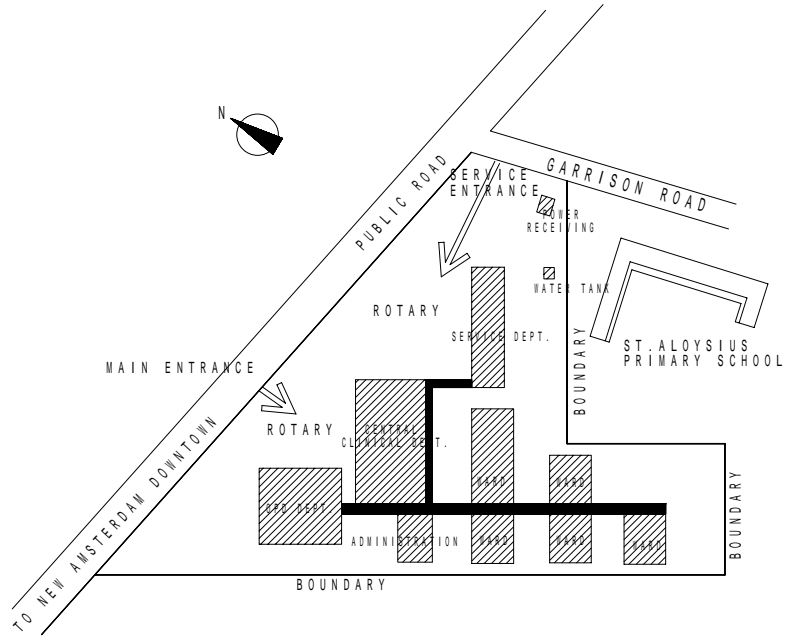 N
PUBLIC ROAD
SERVICE
ENTRANCE
GARRISON ROAD
POWER
RECEIVING
WATER TANK
ROTARY
SERVICE DEPT.
BOUNDARY
ST.ALOYSIUS
PRIMARY SCHOOL
MAIN ENTRANCE
ROTARY
CENTRAL
CLINICAL DEPT.
TO NEW AMSTERDAM DOWNTOWN
WARD
WARD
OPD DEPT.
ADMINISTRATION
WARD
WARD
WARD
BOUNDARY
BOUNDARY